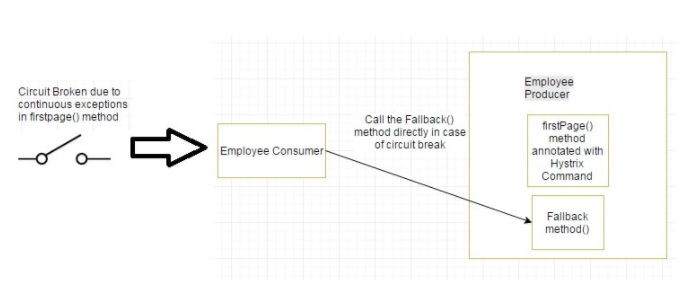 Circuit Broken due to
continuous exceptions
in firstpage() method
Employee Consumer
Call the Fallback()
method directly in case
of circuit break
Employee
Producer
firstPage()
method
annotated with
Hystrix
Command
Fallback
method()